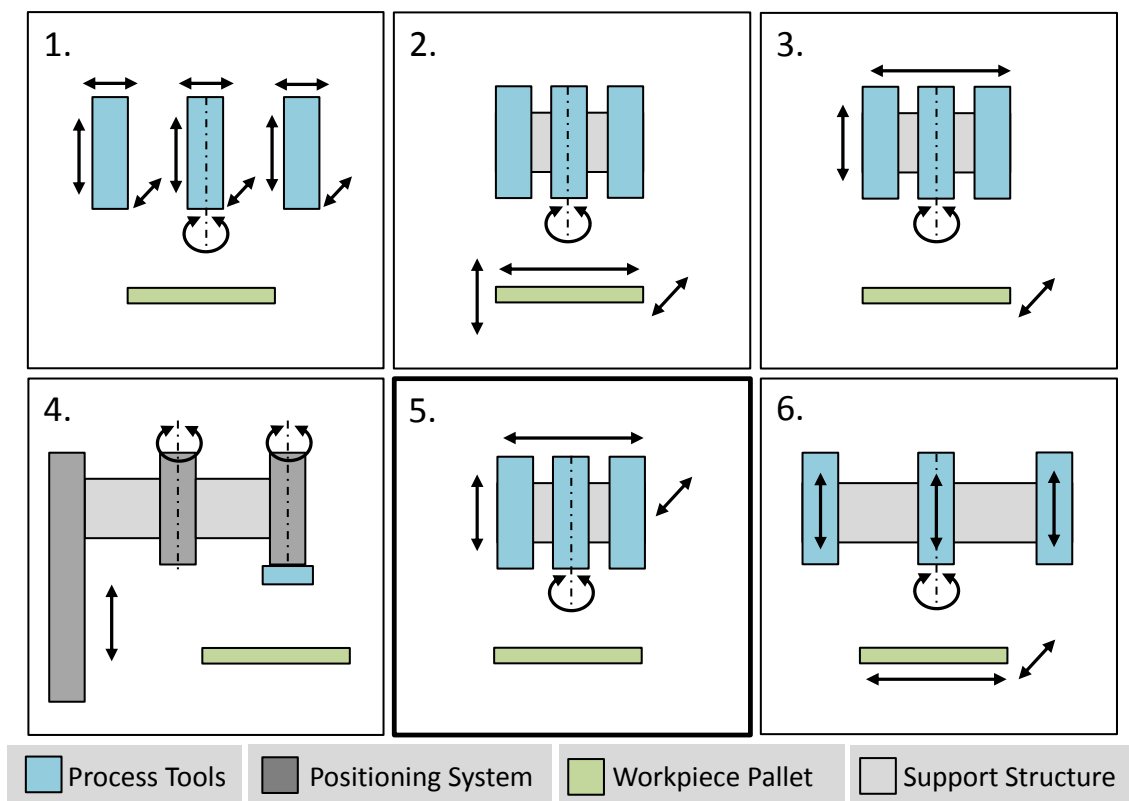 1.
2.
3.
4.
5.
6.
Process Tools
Positioning System
Workpiece Pallet
Support Structure